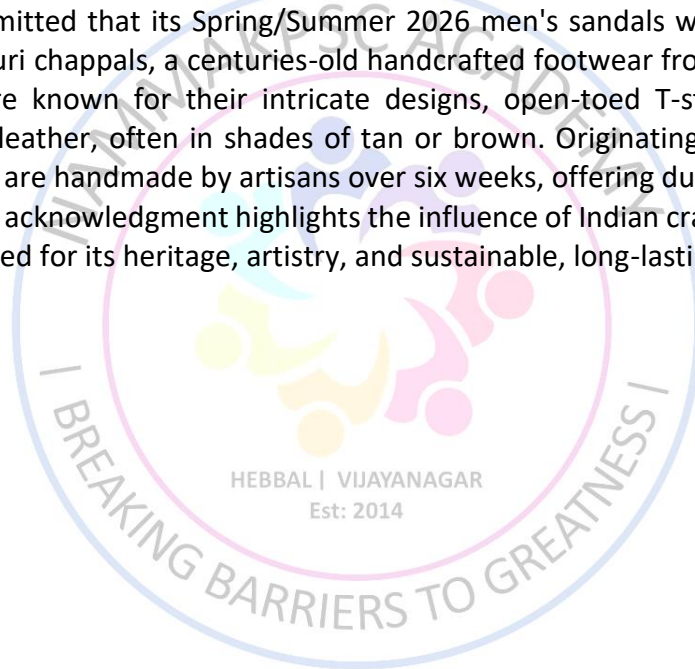 mitted that its Spring/Summer 2026 men's sandals w
uri chappals, a centuries-old handcrafted footwear fro
re known for their intricate designs, open-toed T-st
leather, often in shades of tan or brown. Originating
are handmade by artisans over six weeks, offering du
acknowledgment highlights the influence of Indian cra
ed for its heritage, artistry, and sustainable, long-lasti
KPSC ACADEMY
HEBBAL | VIJAYANAGAR
Est: 2014
| BREAKING BARRIERS TO GREATNESS |